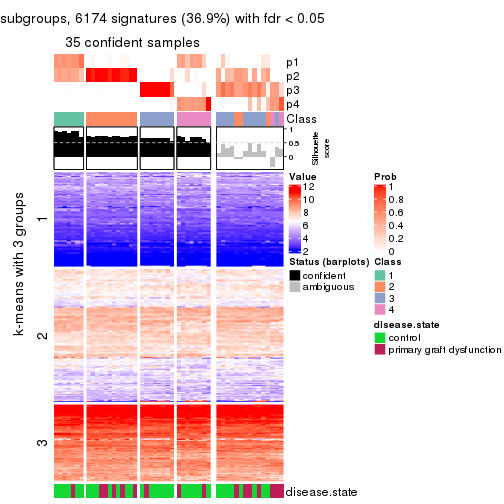 subgroups, 6174 signatures (36.9%) with fdr < 0.05
35 confident samples
p1
p2
p3
p4
Class
1
0.5
0
Silhouette
score
k-means with 3 groups
1
2
3
disease.state
Value
12
10
8
6
4
2
Status (barplots)
confident
ambiguous
Prob
1
0.8
0.6
0.4
0.2
0
Class
1
2
3
4
disease.state
control
primary graft dysfunction